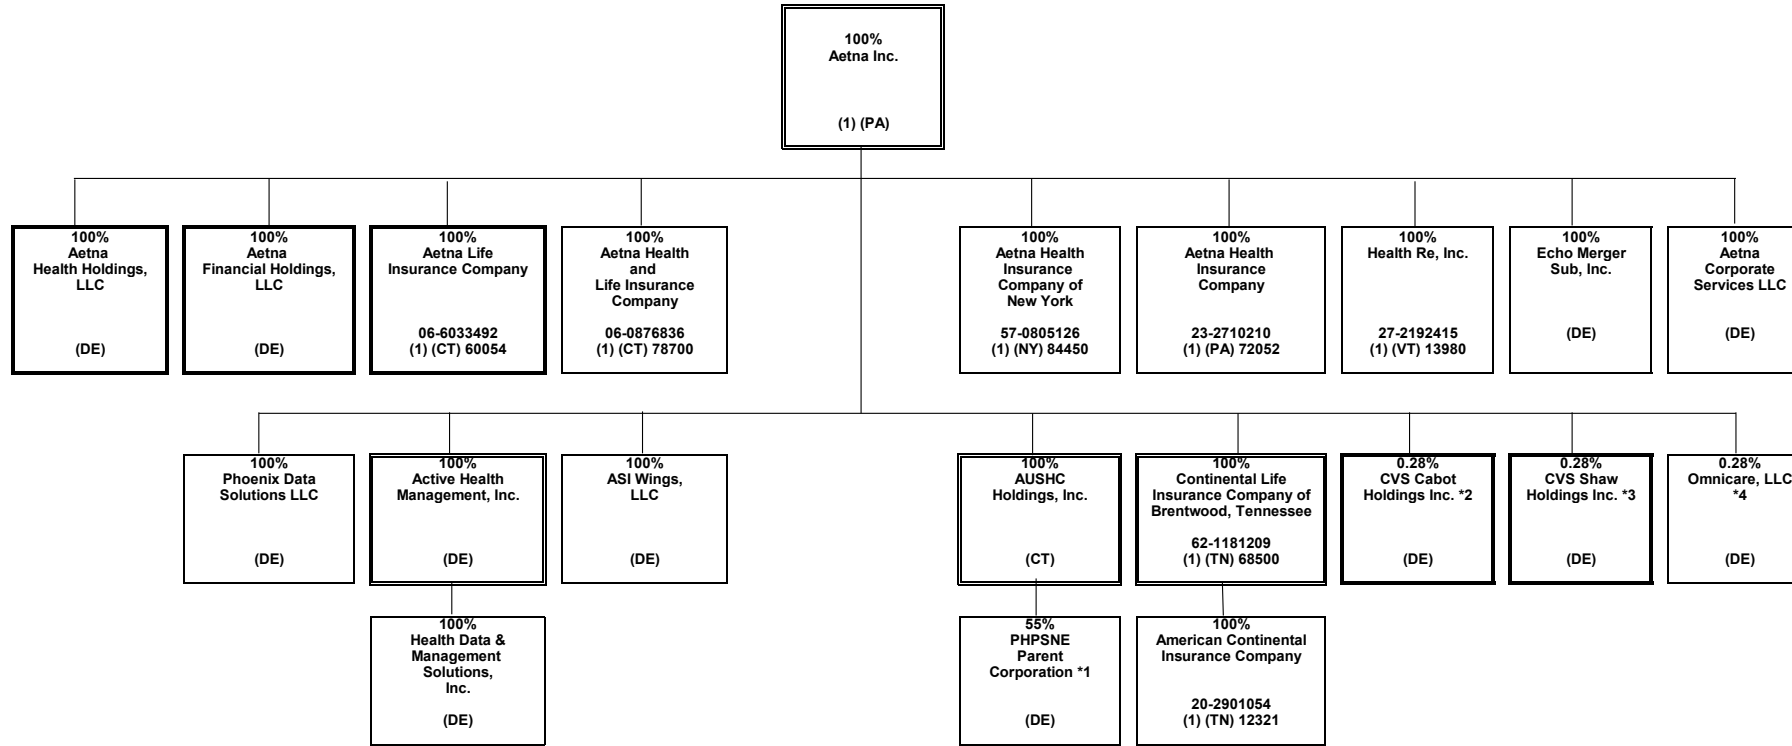 100%
Aetna Inc.
(1) (PA)
100%
Aetna
Health Holdings,
LLC
(DE)
100%
Aetna
Financial Holdings,
LLC
(DE)
100%
Aetna Life
Insurance Company
06-6033492
(1) (CT) 60054
100%
Aetna Health
and
Life Insurance
Company
06-0876836
(1) (CT) 78700
100%
Aetna Health
Insurance
Company of
New York
57-0805126
(1) (NY) 84450
100%
Aetna Health
Insurance
Company
23-2710210
(1) (PA) 72052
100%
Health Re, Inc.
27-2192415
(1) (VT) 13980
100%
Echo Merger
Sub, Inc.
(DE)
100%
Aetna
Corporate
Services LLC
(DE)
100%
Phoenix Data
Solutions LLC
(DE)
100%
Active Health
Management, Inc.
(DE)
100%
ASI Wings,
LLC
(DE)
100%
AUSHC
Holdings, Inc.
(CT)
100%
Continental Life
Insurance Company of
Brentwood, Tennessee
62-1181209
(1) (TN) 68500
0.28%
CVS Cabot
Holdings Inc. *2
(DE)
0.28%
CVS Shaw
Holdings Inc. *3
(DE)
0.28%
Omnicare, LLC
*4
(DE)
100%
Health Data &
Management
Solutions,
Inc.
(DE)
55%
PHPSNE
Parent
Corporation *1
(DE)
100%
American Continental
Insurance Company
20-2901054
(1) (TN) 12321